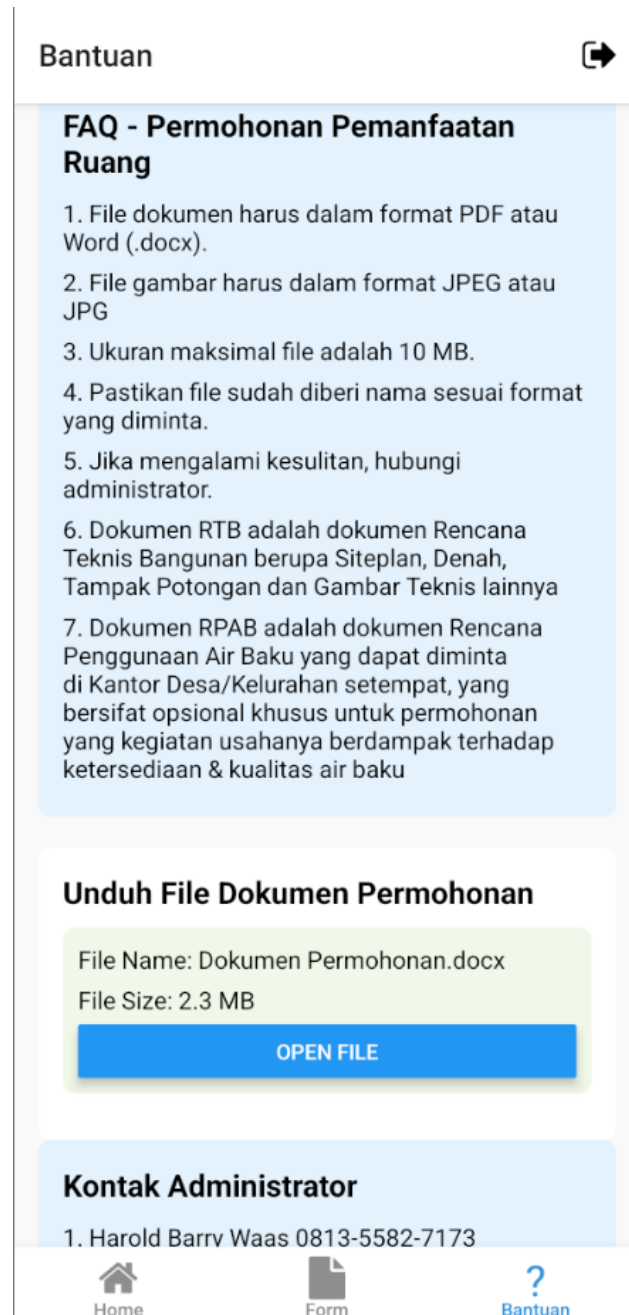 Bantuan
FAQ - Permohonan Pemanfaatan
Ruang
1. File dokumen harus dalam format PDF atau
Word (.docx).
2. File gambar harus dalam format JPEG atau
JPG
3. Ukuran maksimal file adalah 10 MB.
4. Pastikan file sudah diberi nama sesuai format
yang diminta.
5. Jika mengalami kesulitan, hubungi
administrator.
6. Dokumen RTB adalah dokumen Rencana
Teknis Bangunan berupa Siteplan, Denah,
Tampak Potongan dan Gambar Teknis lainnya
7. Dokumen RPAB adalah dokumen Rencana
Penggunaan Air Baku yang dapat diminta
di Kantor Desa/Kelurahan setempat, yang
bersifat opsional khusus untuk permohonan
yang kegiatan usahanya berdampak terhadap
ketersediaan & kualitas air baku
Unduh File Dokumen Permohonan
File Name: Dokumen Permohonan.docx
File Size: 2.3 MB
OPEN FILE
Kontak Administrator
1. Harold Barry Waas 0813-5582-7173
Home Form Bantuan